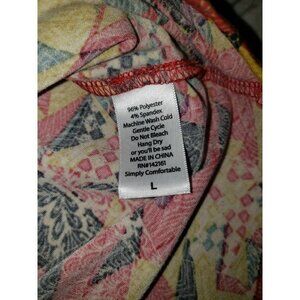 96% Polyester
4% Spandex
Machine Wash Cold
Gentle Cycle
Do Not Bleach
Hang Dry
or you'll be sad
MADE IN CHINA
RN#142161
Simply Comfortable
L